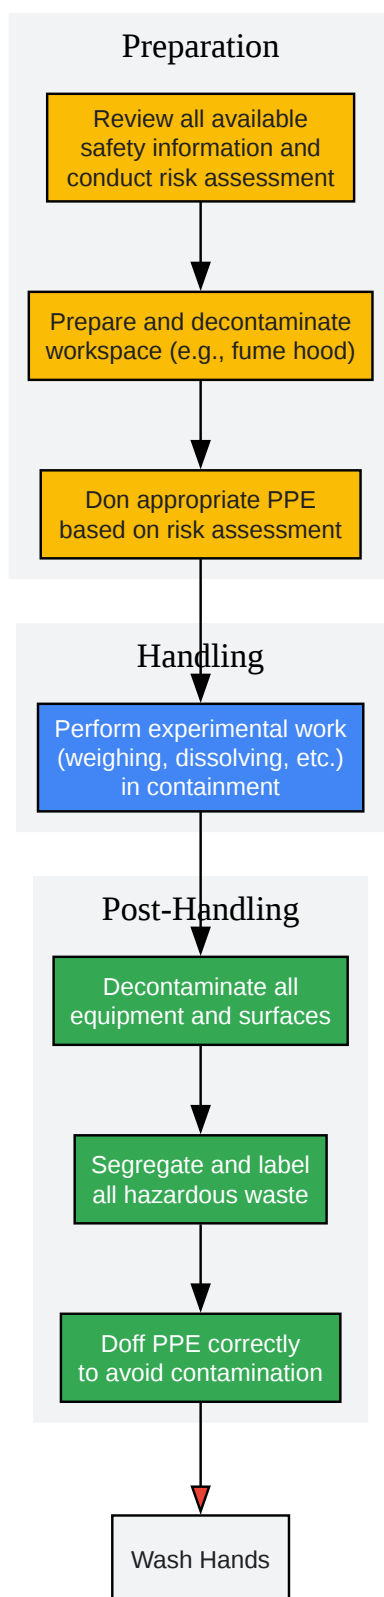 Preparation
Review all available
safety information and
conduct risk assessment
Prepare and decontaminate
workspace (e.g., fume hood)
Don appropriate PPE
based on risk assessment
Handling
Perform experimental work
(weighing, dissolving, etc.)
in containment
Post-Handling
Decontaminate all
equipment and surfaces
Segregate and label
all hazardous waste
Doff PPE correctly
to avoid contamination
Wash Hands